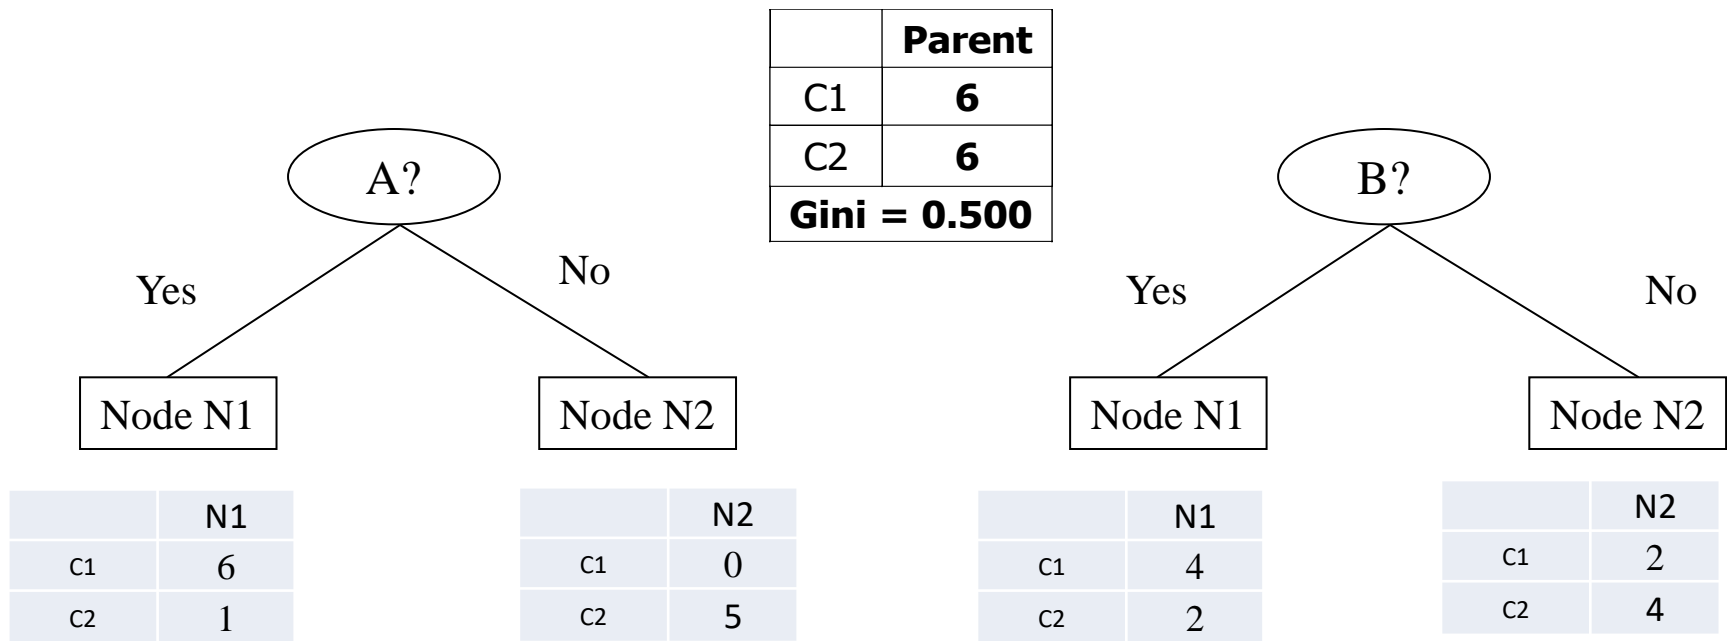 Parent
C1 6
C2 6
Gini = 0.500
A?
Yes
No
Node N1
Node N2
N1
C1 6
C2 1
N2
C1 0
C2 5
B?
Yes
No
Node N1
Node N2
N1
C1 4
C2 2
N2
C1 2
C2 4